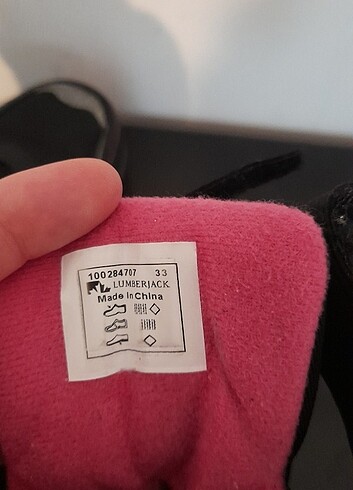 100284707 33
LUMBERJACK
Made in China